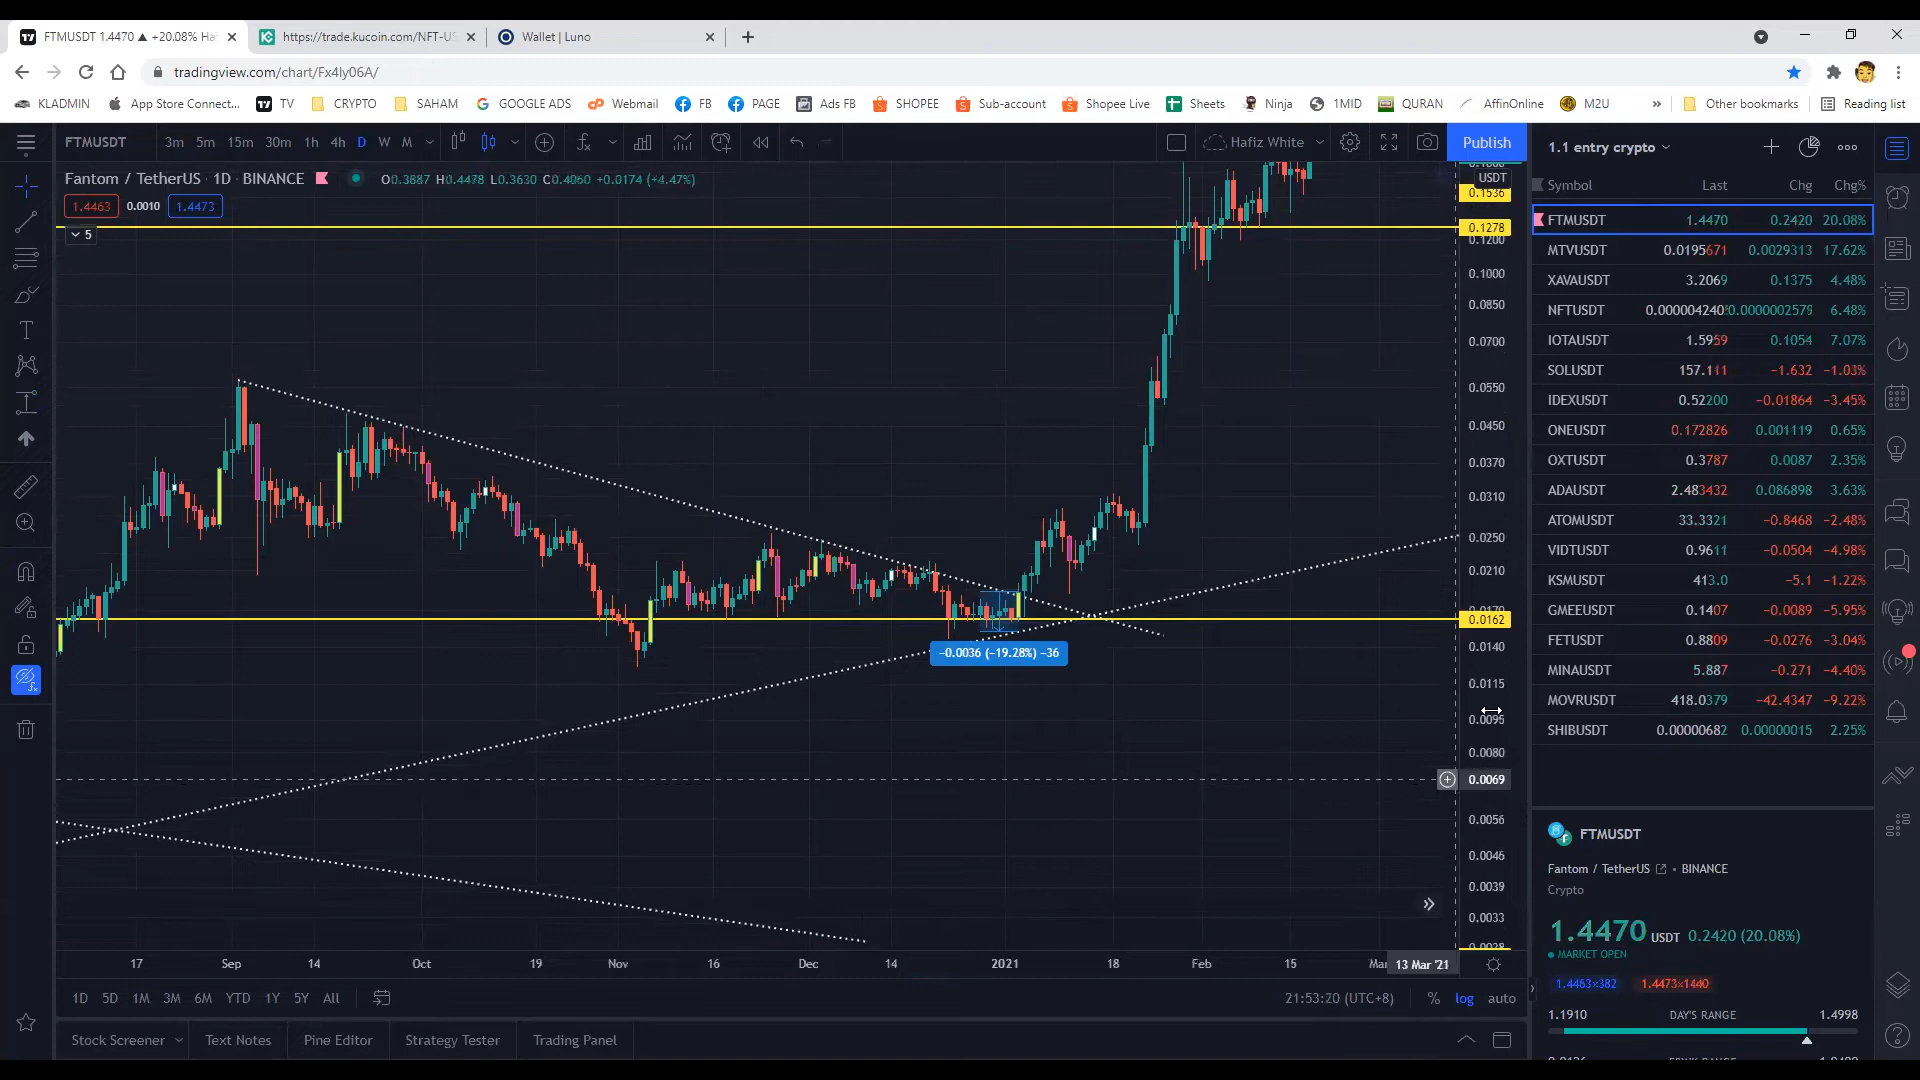 FTMUSDT 1.4470 ▲ +20.08% Ha
https://trade.kucoin.com/NFT-US
Wallet | Luno
tradingview.com/chart/Fx4ly06A/
KLADMIN App Store Connect... TV CRYPTO SAHAM GOOGLE ADS Webmail FB PAGE Ads FB SHOPEE Sub-account Shopee Live Sheets Ninja 1MID QURAN AffinOnline M2U » Other bookmarks Reading list
FTMUSDT 3m 5m 15m 30m 1h 4h D W M Hafiz White Publish
Fantom / TetherUS · 1D · BINANCE O0.3887 H0.4478 L0.3630 C0.4060 +0.0174 (+4.47%)
1.4463 0.0010 1.4473
5
USDT
0.1536
0.1278
0.1200
0.1000
0.0850
0.0700
0.0550
0.0450
0.0370
0.0310
0.0250
0.0210
0.0170
0.0162
0.0140
0.0115
0.0095
0.0080
0.0069
0.0056
0.0046
0.0039
0.0033
0.0028
−0.0036 (−19.28%) −36
17 Sep 14 Oct 19 Nov 16 Dec 14 2021 18 Feb 15 Mar 13 Mar '21
1D 5D 1M 3M 6M YTD 1Y 5Y All 21:53:20 (UTC+8) % log auto
Stock Screener Text Notes Pine Editor Strategy Tester Trading Panel
1.1 entry crypto
Symbol Last Chg Chg%
FTMUSDT 1.4470 0.2420 20.08%
MTVUSDT 0.0195671 0.0029313 17.62%
XAVAUSDT 3.2069 0.1375 4.48%
NFTUSDT 0.000004240 0.0000002579 6.48%
IOTAUSDT 1.5959 0.1054 7.07%
SOLUSDT 157.111 −1.632 −1.03%
IDEXUSDT 0.52200 −0.01864 −3.45%
ONEUSDT 0.172826 0.001119 0.65%
OXTUSDT 0.3787 0.0087 2.35%
ADAUSDT 2.483432 0.086898 3.63%
ATOMUSDT 33.3321 −0.8468 −2.48%
VIDTUSDT 0.9611 −0.0504 −4.98%
KSMUSDT 413.0 −5.1 −1.22%
GMEEUSDT 0.1407 −0.0089 −5.95%
FETUSDT 0.8809 −0.0276 −3.04%
MINAUSDT 5.887 −0.271 −4.40%
MOVRUSDT 418.0379 −42.4347 −9.22%
SHIBUSDT 0.00000682 0.00000015 2.25%
FTMUSDT
Fantom / TetherUS • BINANCE
Crypto
1.4470 USDT 0.2420 (20.08%)
MARKET OPEN
1.4463×382 1.4473×1440
1.1910 DAY'S RANGE 1.4998